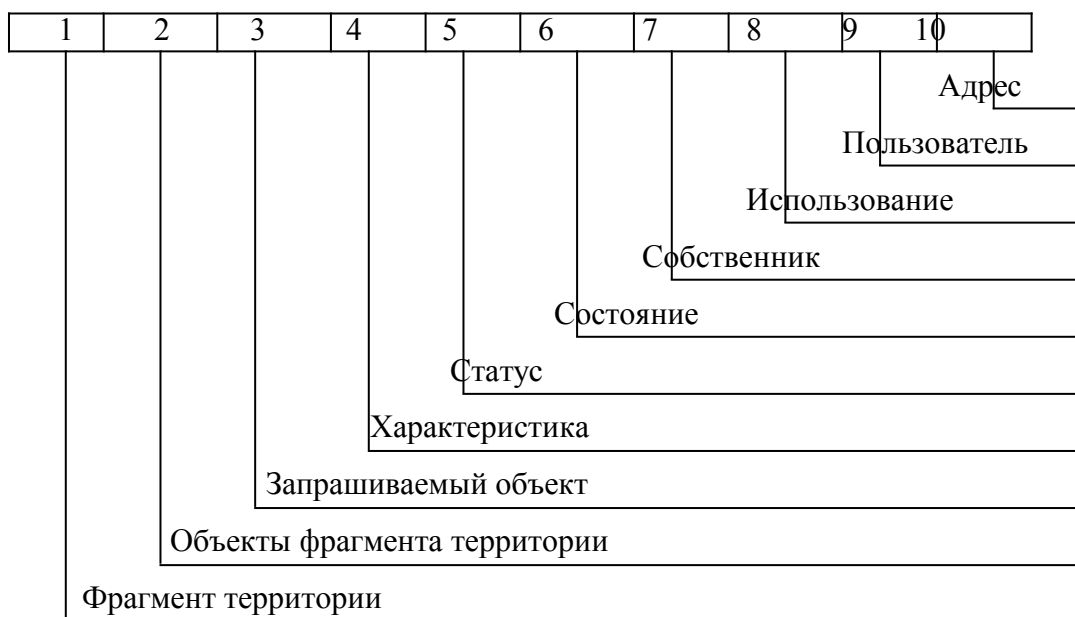 1 2 3 4 5 6 7 8 9 10
Адрес
Пользователь
Использование
Собственник
Состояние
Статус
Характеристика
Запрашиваемый объект
Объекты фрагмента территории
Фрагмент территории